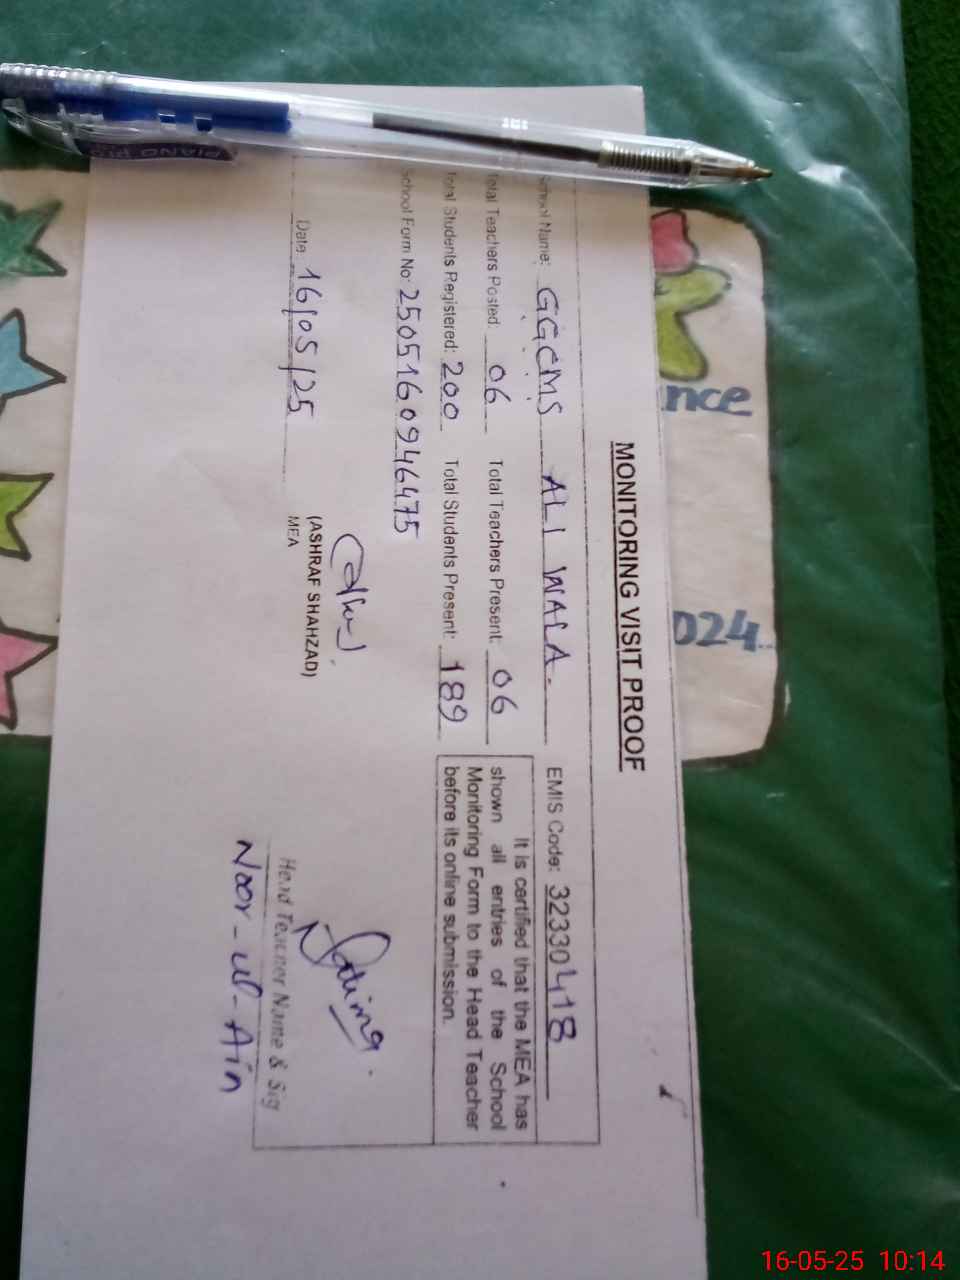 MONITORING VISIT PROOF
School Name: GGCMS ALI WALA. EMIS Code: 32330418
Total Teachers Posted: 06 Total Teachers Present: 06
Total Students Registered: 200 Total Students Present: 189
It is certified that the MEA has
shown all entries of the School
Monitoring Form to the Head Teacher
before its online submission.
School Form No: 2505160946475
Date: 16/05/25
(ASHRAF SHAHZAD)
MEA
Head Teacher Name & Sig
Noor-ul-Ain
nce
024
PIANO
16-05-25 10:14